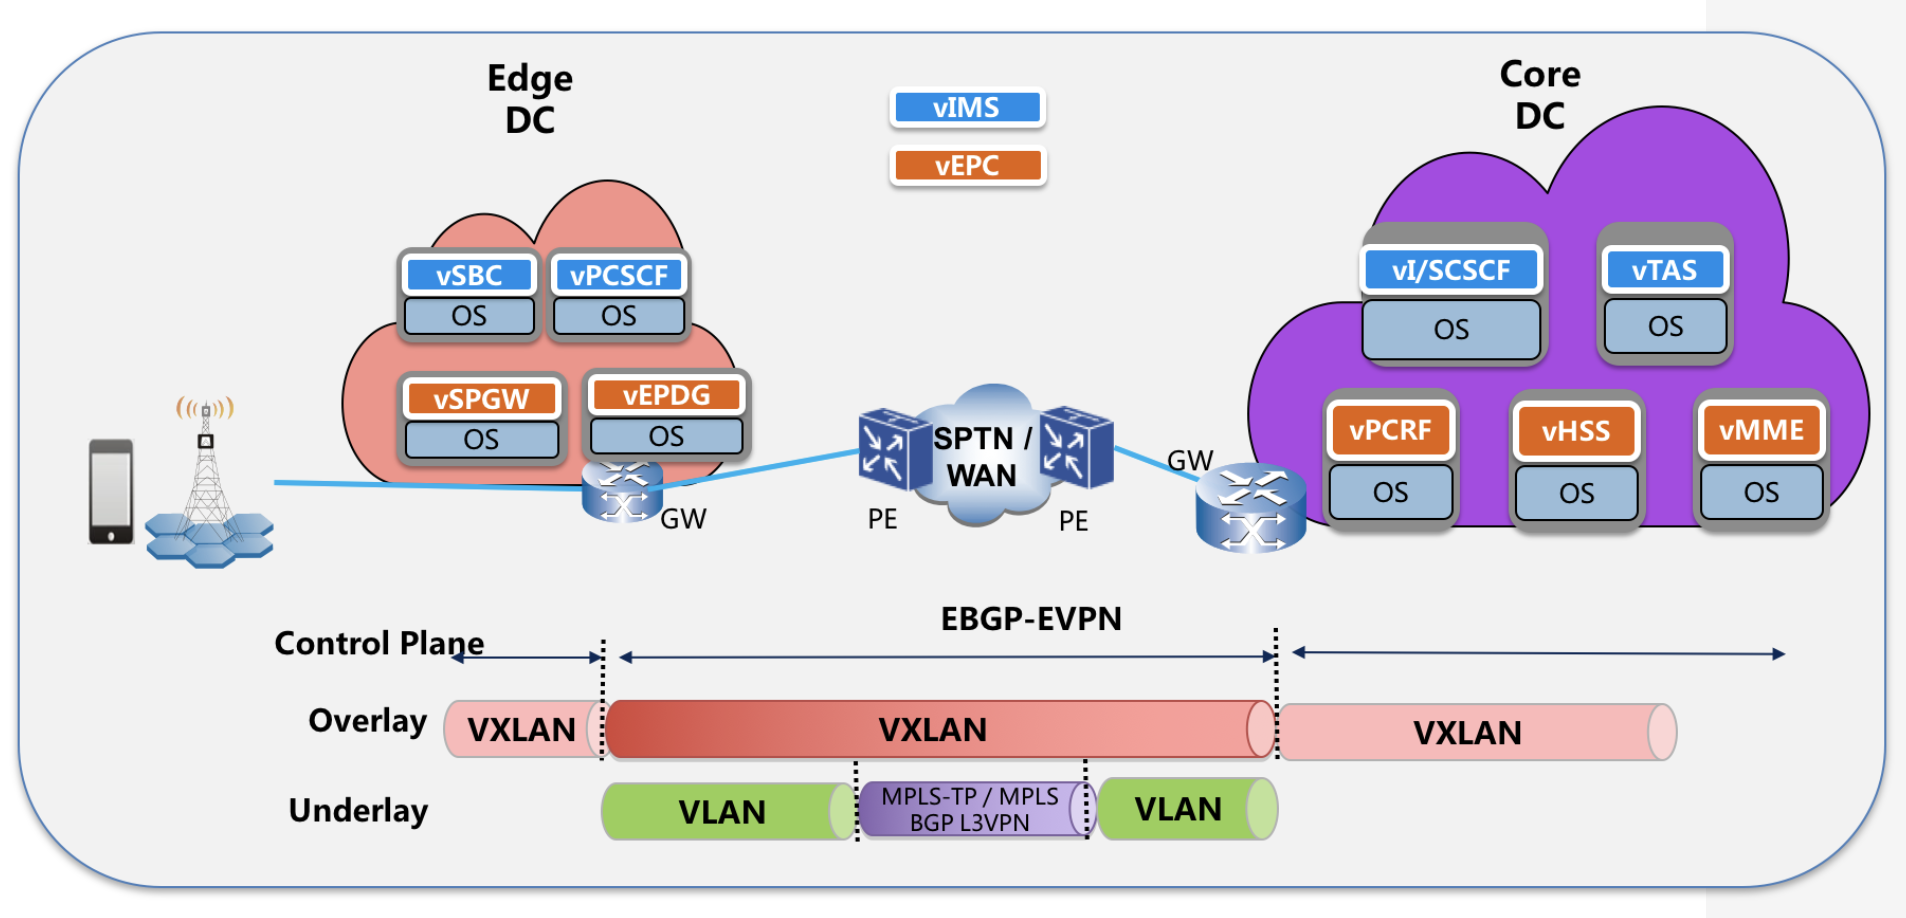 Edge
DC
Core
DC
vIMS
vEPC
vSBC
vPCSCF
OS
OS
vI/SCSCF
vTAS
OS
OS
vSPGW
vEPDG
OS
OS
vPCRF
vHSS
vMME
OS
OS
OS
SPTN /
WAN
GW
GW
PE
PE
EBGP-EVPN
Control Plane
Overlay
VXLAN
VXLAN
VXLAN
Underlay
VLAN
MPLS-TP / MPLS
BGP L3VPN
VLAN